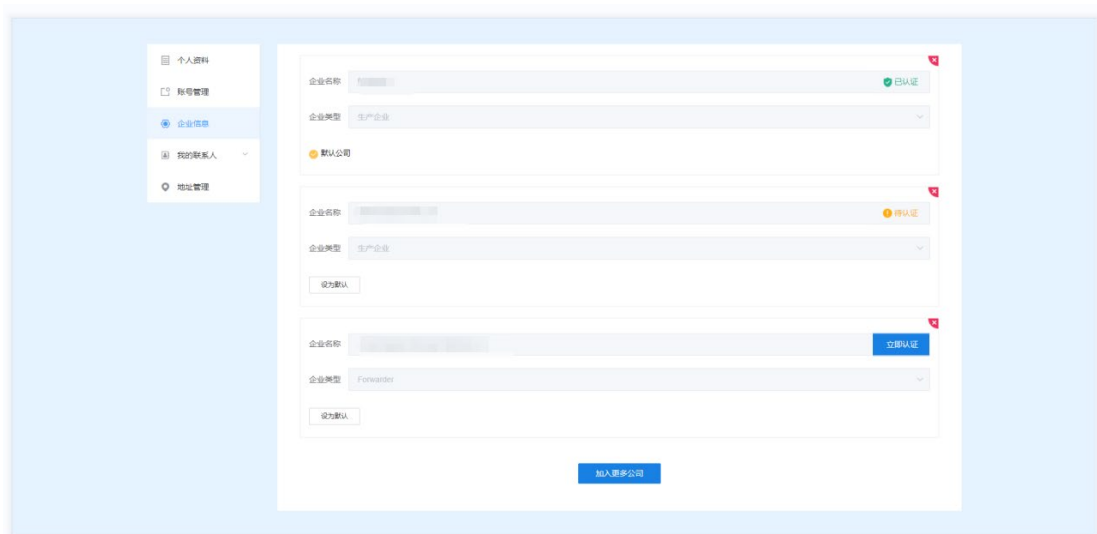 个人资料
账号管理
企业信息
我的联系人
地址管理
企业名称 已认证
企业类型 生产企业
默认公司
企业名称 待认证
企业类型 生产企业
设为默认
企业名称 立即认证
企业类型 Forwarder
设为默认
加入更多公司